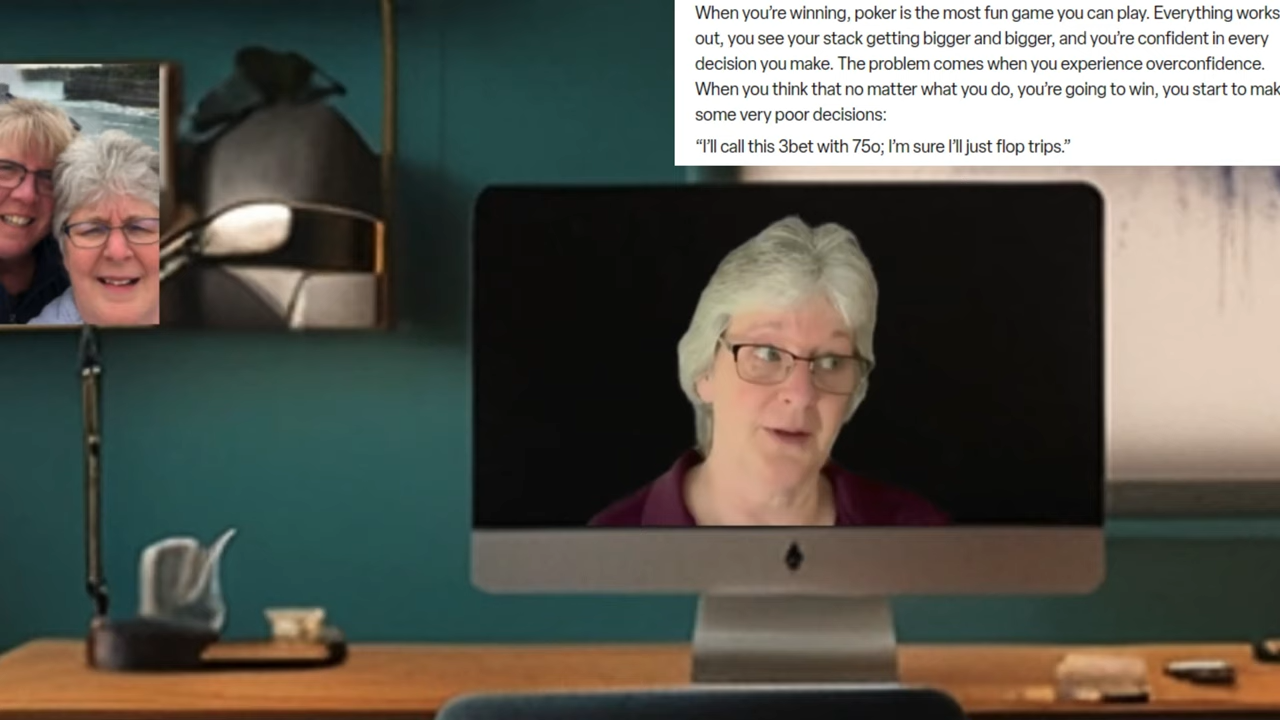 When you’re winning, poker is the most fun game you can play. Everything works
out, you see your stack getting bigger and bigger, and you’re confident in every
decision you make. The problem comes when you experience overconfidence.
When you think that no matter what you do, you’re going to win, you start to mak
some very poor decisions:
“I’ll call this 3bet with 75o; I’m sure I’ll just flop trips.”